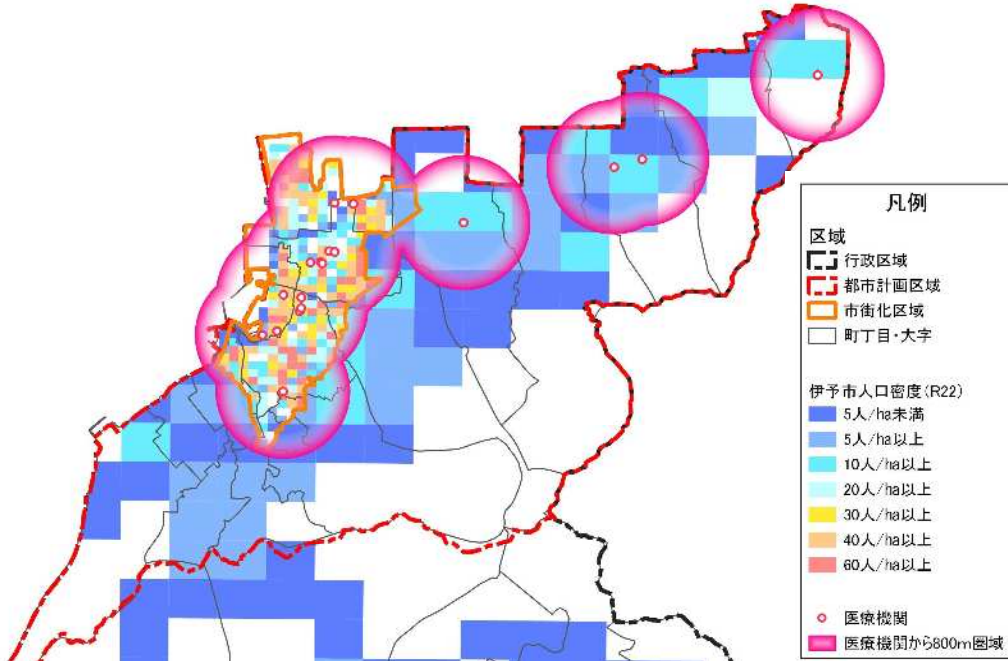 凡例
区域
行政区域
都市計画区域
市街化区域
町丁目・大字
伊予市人口密度(R22)
5人/ha未満
5人/ha以上
10人/ha以上
20人/ha以上
30人/ha以上
40人/ha以上
60人/ha以上
医療機関
医療機関から800m圏域